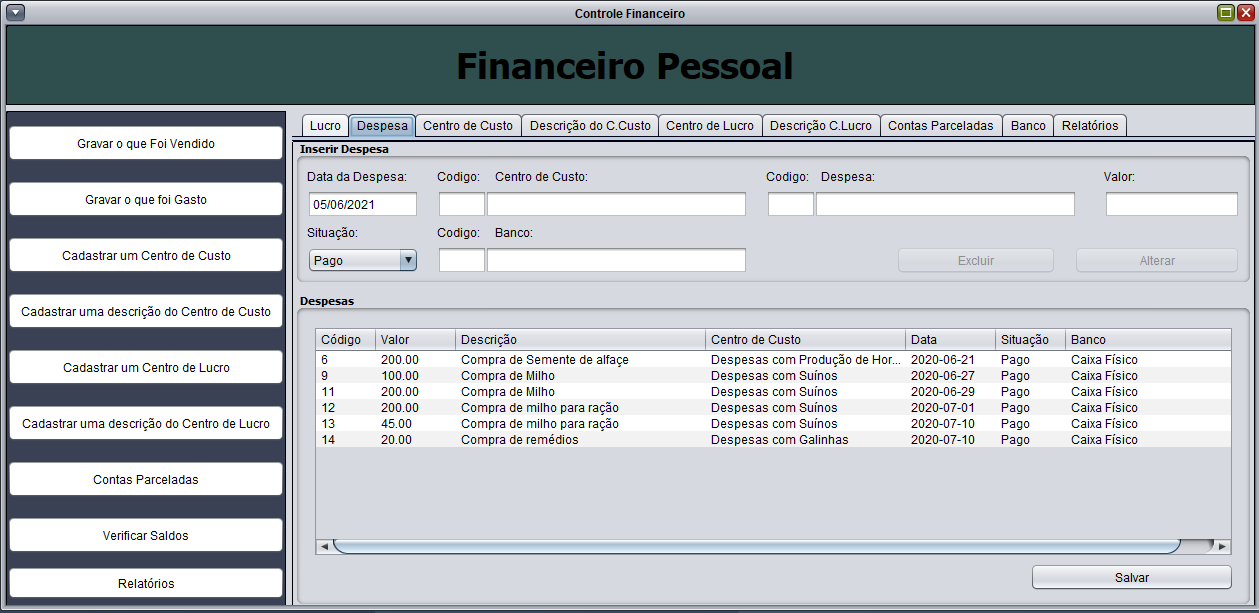 Controle Financeiro
Financeiro Pessoal
Gravar o que Foi Vendido
Gravar o que foi Gasto
Cadastrar um Centro de Custo
Cadastrar uma descrição do Centro de Custo
Cadastrar um Centro de Lucro
Cadastrar uma descrição do Centro de Lucro
Contas Parceladas
Verificar Saldos
Relatórios
Lucro Despesa Centro de Custo Descrição do C.Custo Centro de Lucro Descrição C.Lucro Contas Parceladas Banco Relatórios
Inserir Despesa
Data da Despesa: Codigo: Centro de Custo: Codigo: Despesa: Valor:
05/06/2021
Situação: Codigo: Banco:
Pago Excluir Alterar
Despesas
Código Valor Descrição Centro de Custo Data Situação Banco
6 200.00 Compra de Semente de alfaçe Despesas com Produção de Hor... 2020-06-21 Pago Caixa Físico
9 100.00 Compra de Milho Despesas com Suínos 2020-06-27 Pago Caixa Físico
11 200.00 Compra de Milho Despesas com Suínos 2020-06-29 Pago Caixa Físico
12 200.00 Compra de milho para ração Despesas com Suínos 2020-07-01 Pago Caixa Físico
13 45.00 Compra de milho para ração Despesas com Suínos 2020-07-10 Pago Caixa Físico
14 20.00 Compra de remédios Despesas com Galinhas 2020-07-10 Pago Caixa Físico
Salvar